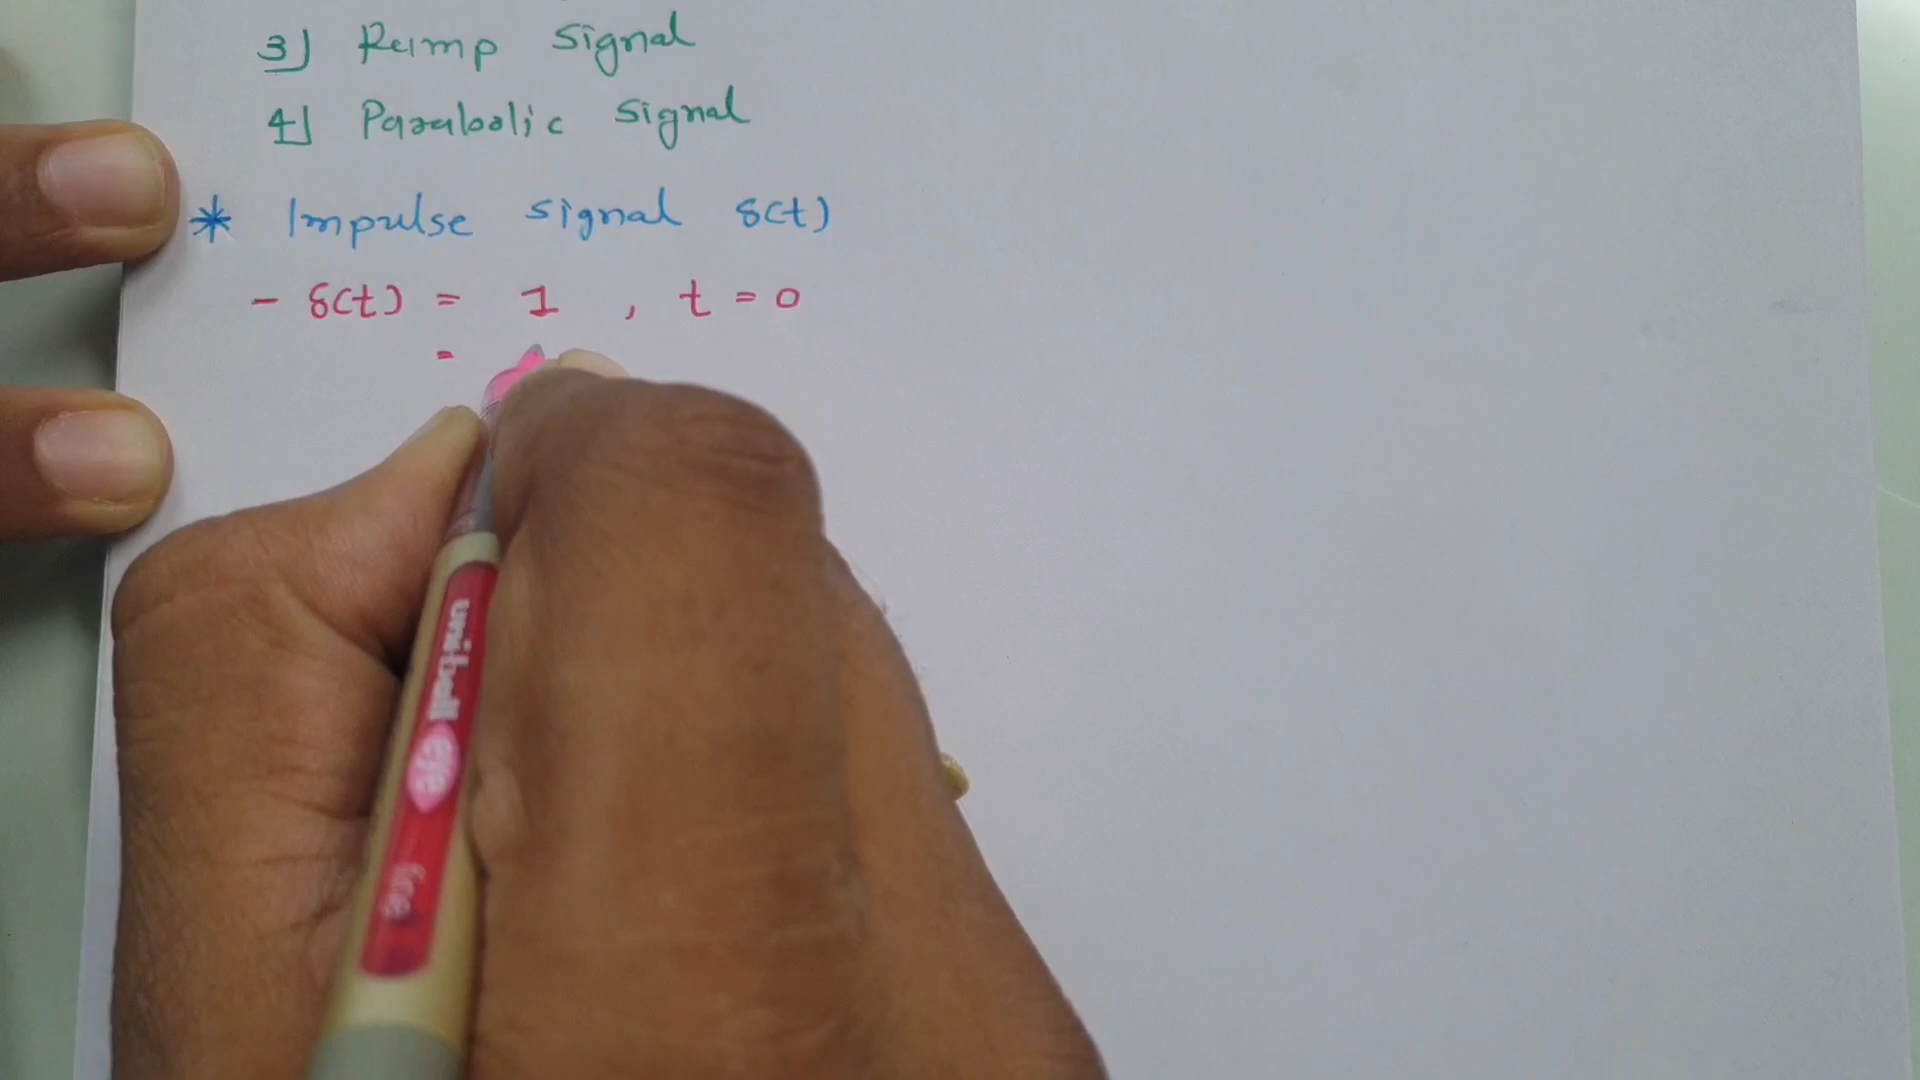 3) Ramp Signal
4) Parabolic Signal
* Impulse signal δ(t)
- δ(t) = 1 , t = 0
=
uniball eye fine